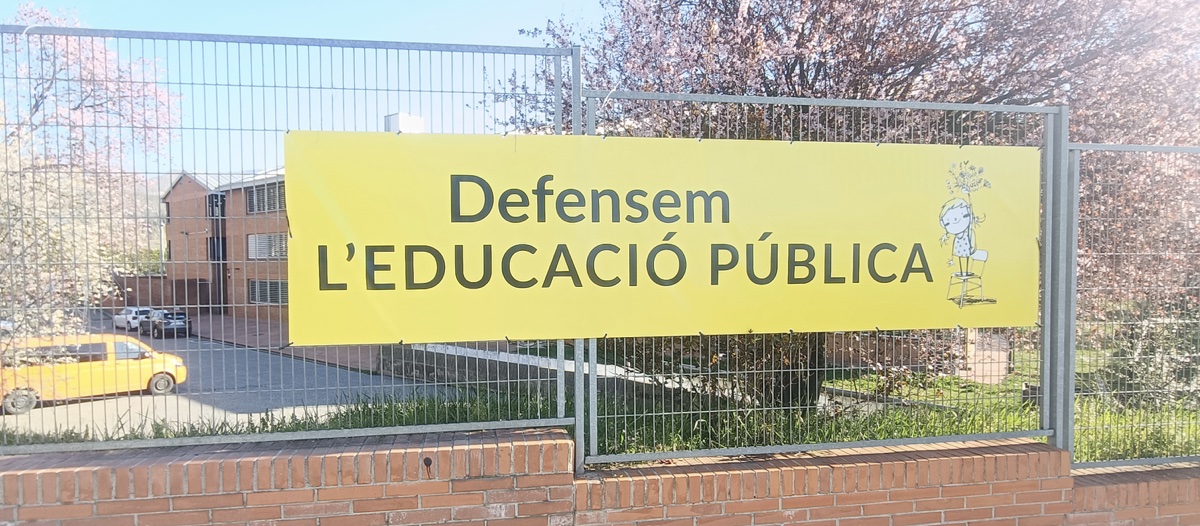 Defensem
L'EDUCACIÓ PÚBLICA